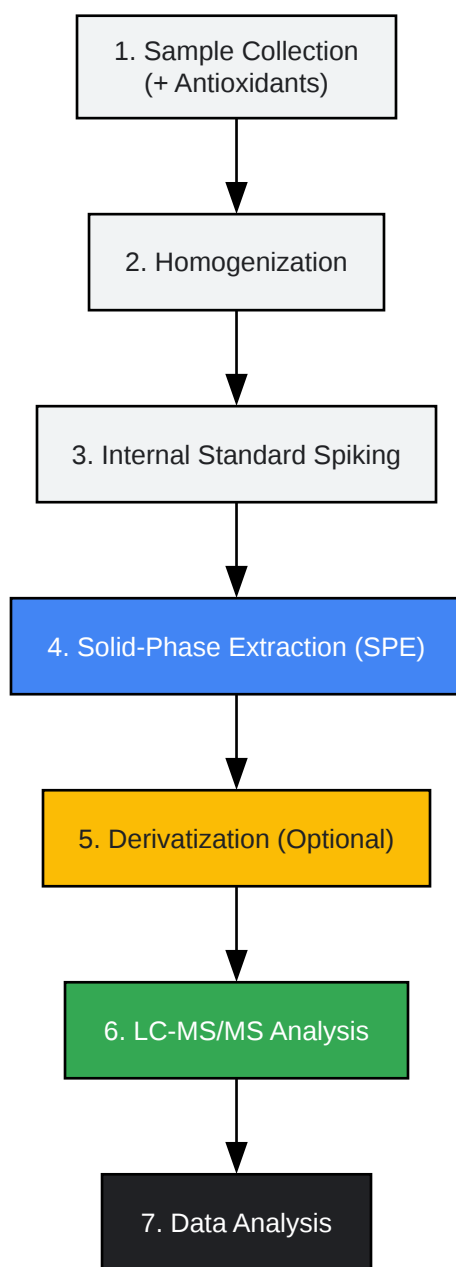 1. Sample Collection
(+ Antioxidants)
2. Homogenization
3. Internal Standard Spiking
4. Solid-Phase Extraction (SPE)
5. Derivatization (Optional)
6. LC-MS/MS Analysis
7. Data Analysis